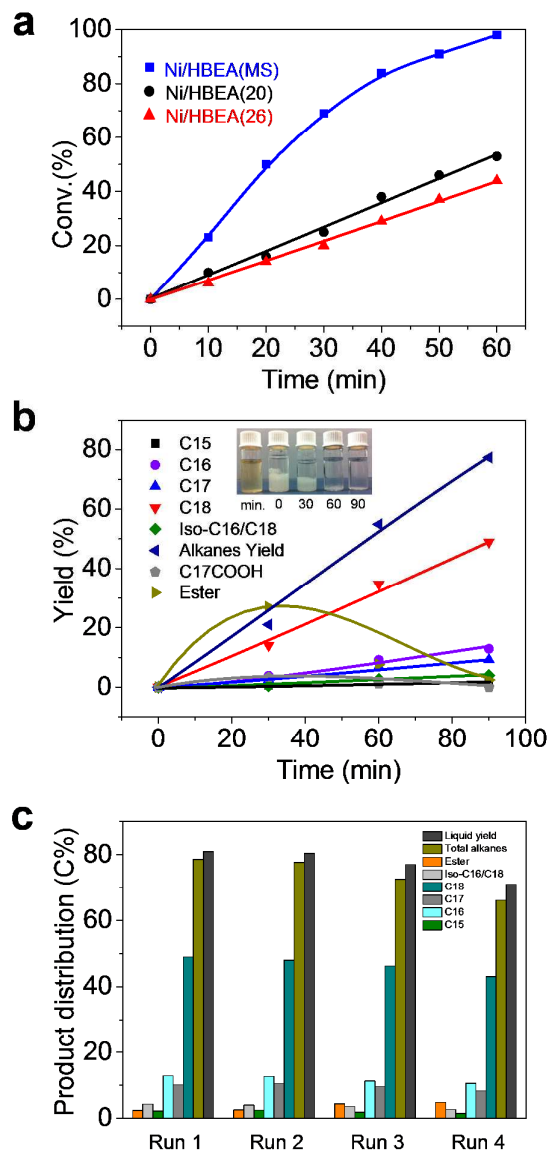 a
Conv.(%)
100
80
60
40
20
0
Ni/HBEA(MS)
Ni/HBEA(20)
Ni/HBEA(26)
0 10 20 30 40 50 60
Time (min)
b
Yield (%)
80
60
40
20
0
C15
C16
C17
C18
Iso-C16/C18
Alkanes Yield
C17COOH
Ester
min. 0 30 60 90
0 20 40 60 80 100
Time (min)
c
Product distribution (C%)
80
60
40
20
0
Liquid yield
Total alkanes
Ester
Iso-C16/C18
C18
C17
C16
C15
Run 1 Run 2 Run 3 Run 4